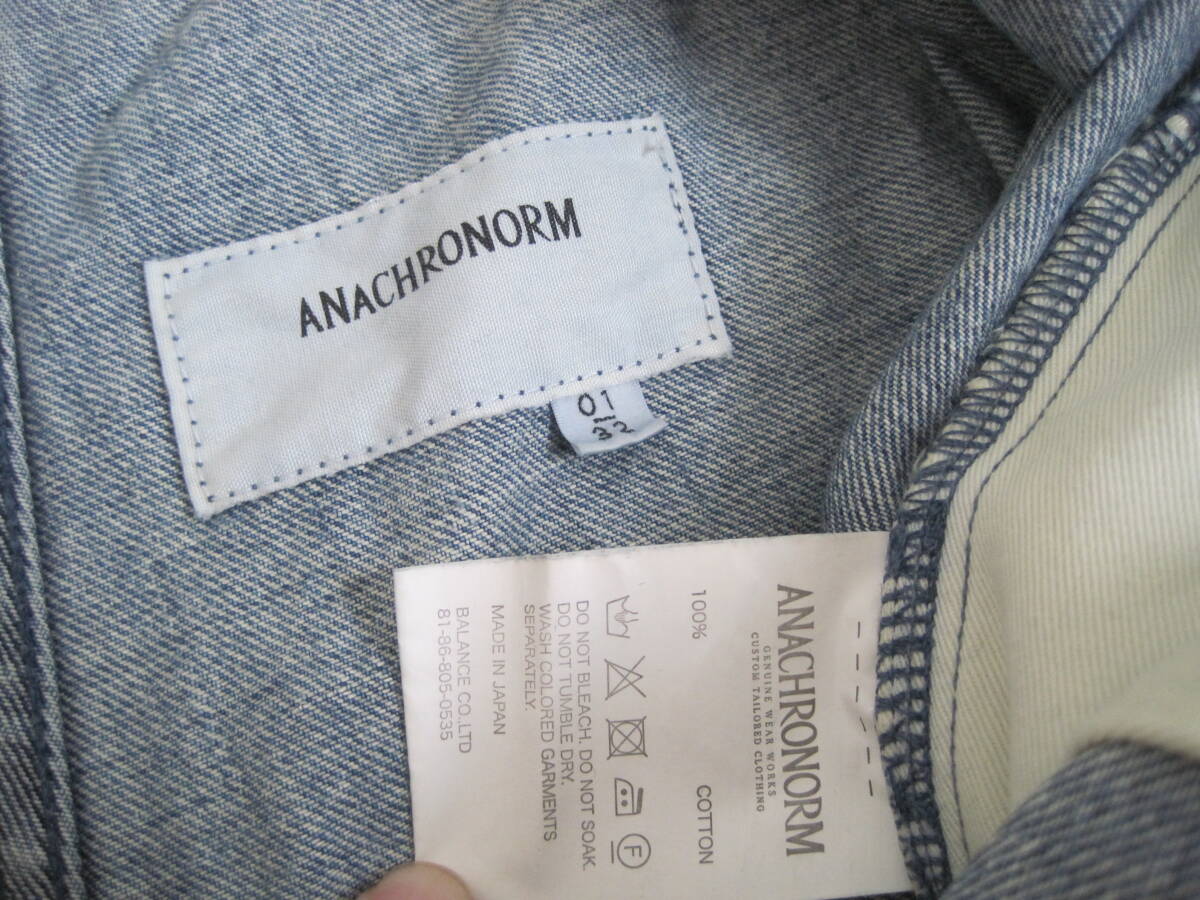 ANACHRONORM
01
32
ANACHRONORM
GENUINE WEAR WORKS
CUSTOM TAILORED CLOTHING
100% COTTON
F
DO NOT BLEACH. DO NOT SOAK.
DO NOT TUMBLE DRY.
WASH COLORED GARMENTS
SEPARATELY.
MADE IN JAPAN
BALANCE CO.,LTD
81-86-805-0535